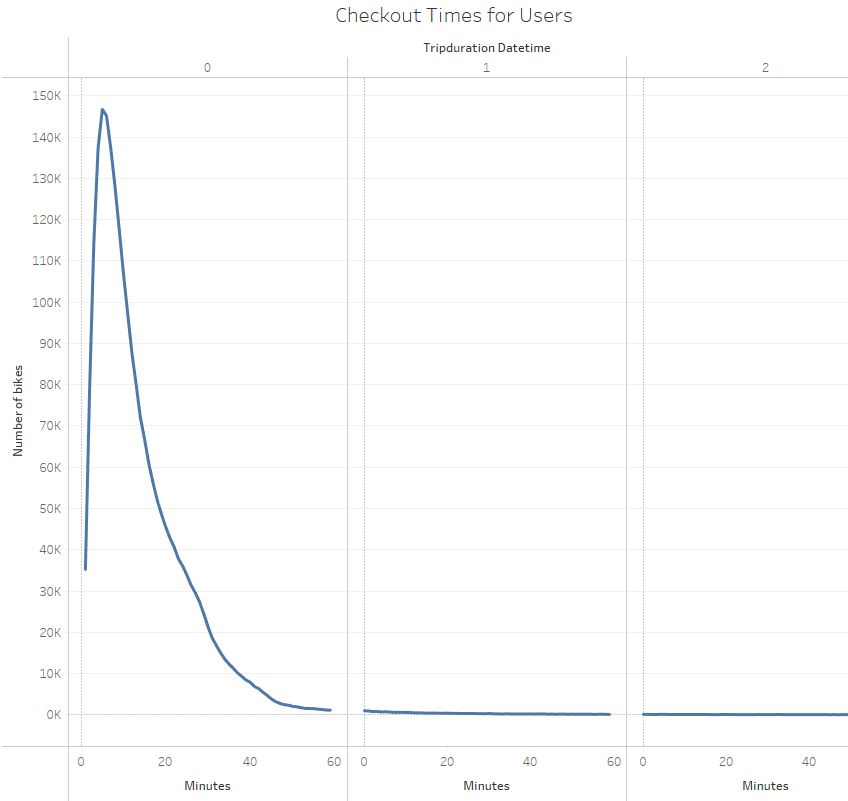 Checkout Times for Users
Tripduration Datetime
0 1 2
150K
140K
130K
120K
110K
100K
90K
80K
70K
60K
50K
40K
30K
20K
10K
0K
Number of bikes
0 20 40 60 0 20 40 60 0 20 40
Minutes Minutes Minutes